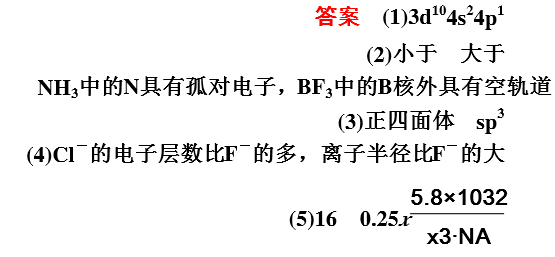 答案 (1)3d¹⁰4s²4p¹
(2)小于 大于
NH₃中的N具有孤对电子，BF₃中的B核外具有空轨道
(3)正四面体 sp³
(4)Cl⁻的电子层数比F⁻的多，离子半径比F⁻的大
5.8×1032
(5)16 0.25x
x3·NA